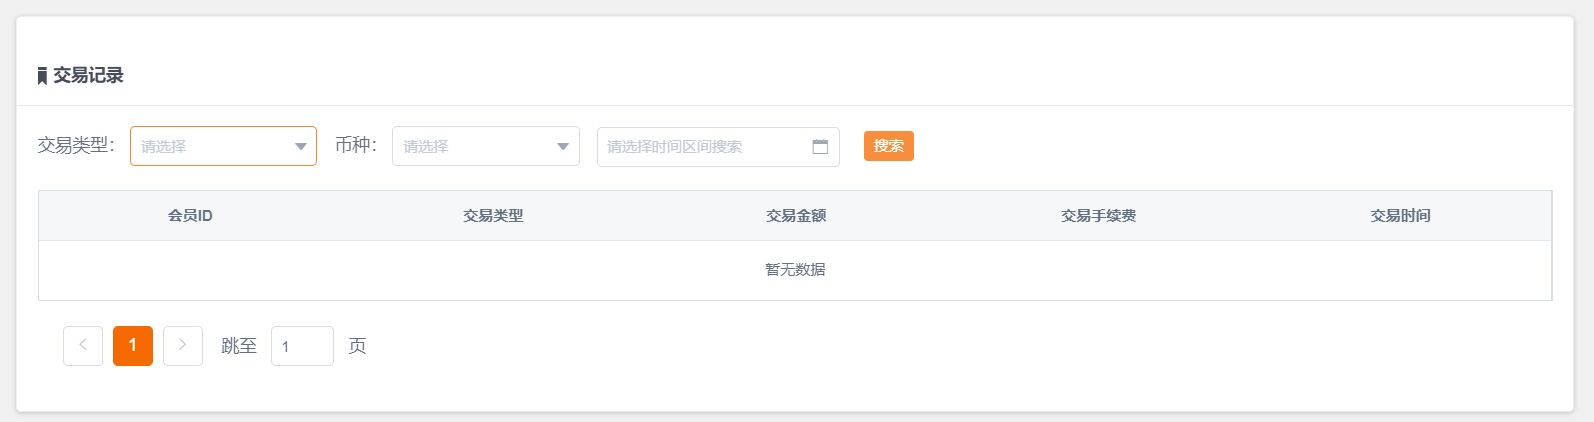 交易记录
交易类型： 请选择 币种： 请选择 请选择时间区间搜索 搜索
会员ID 交易类型 交易金额 交易手续费 交易时间
暂无数据
1 跳至 1 页